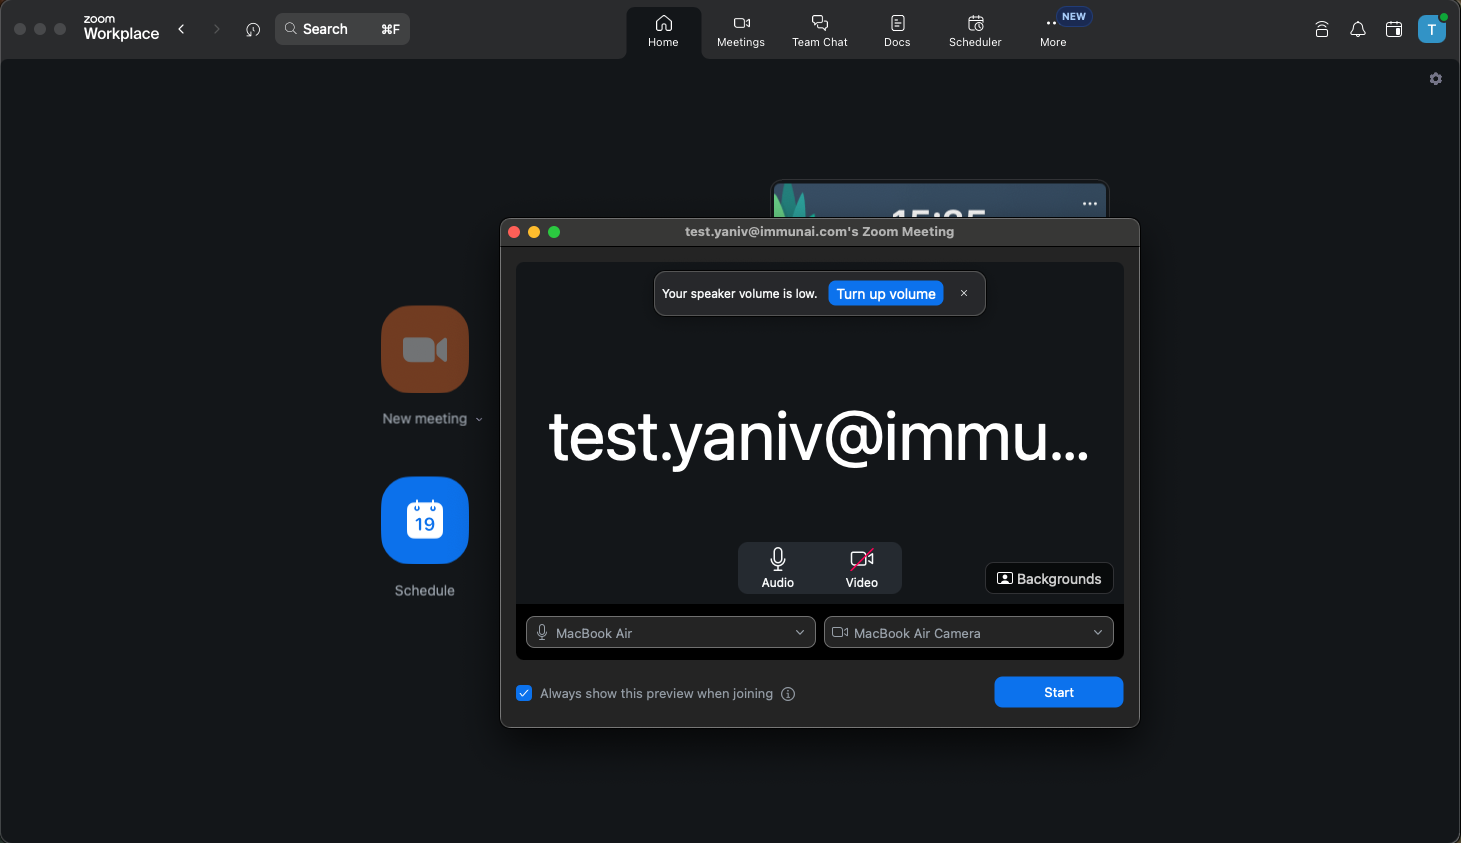 zoom
Workplace
Search ⌘F
Home
Meetings
Team Chat
Docs
Scheduler
More
NEW
T
test.yaniv@immunai.com's Zoom Meeting
Your speaker volume is low. Turn up volume
test.yaniv@immu...
New meeting
19
Schedule
Audio
Video
Backgrounds
MacBook Air
MacBook Air Camera
Always show this preview when joining
Start